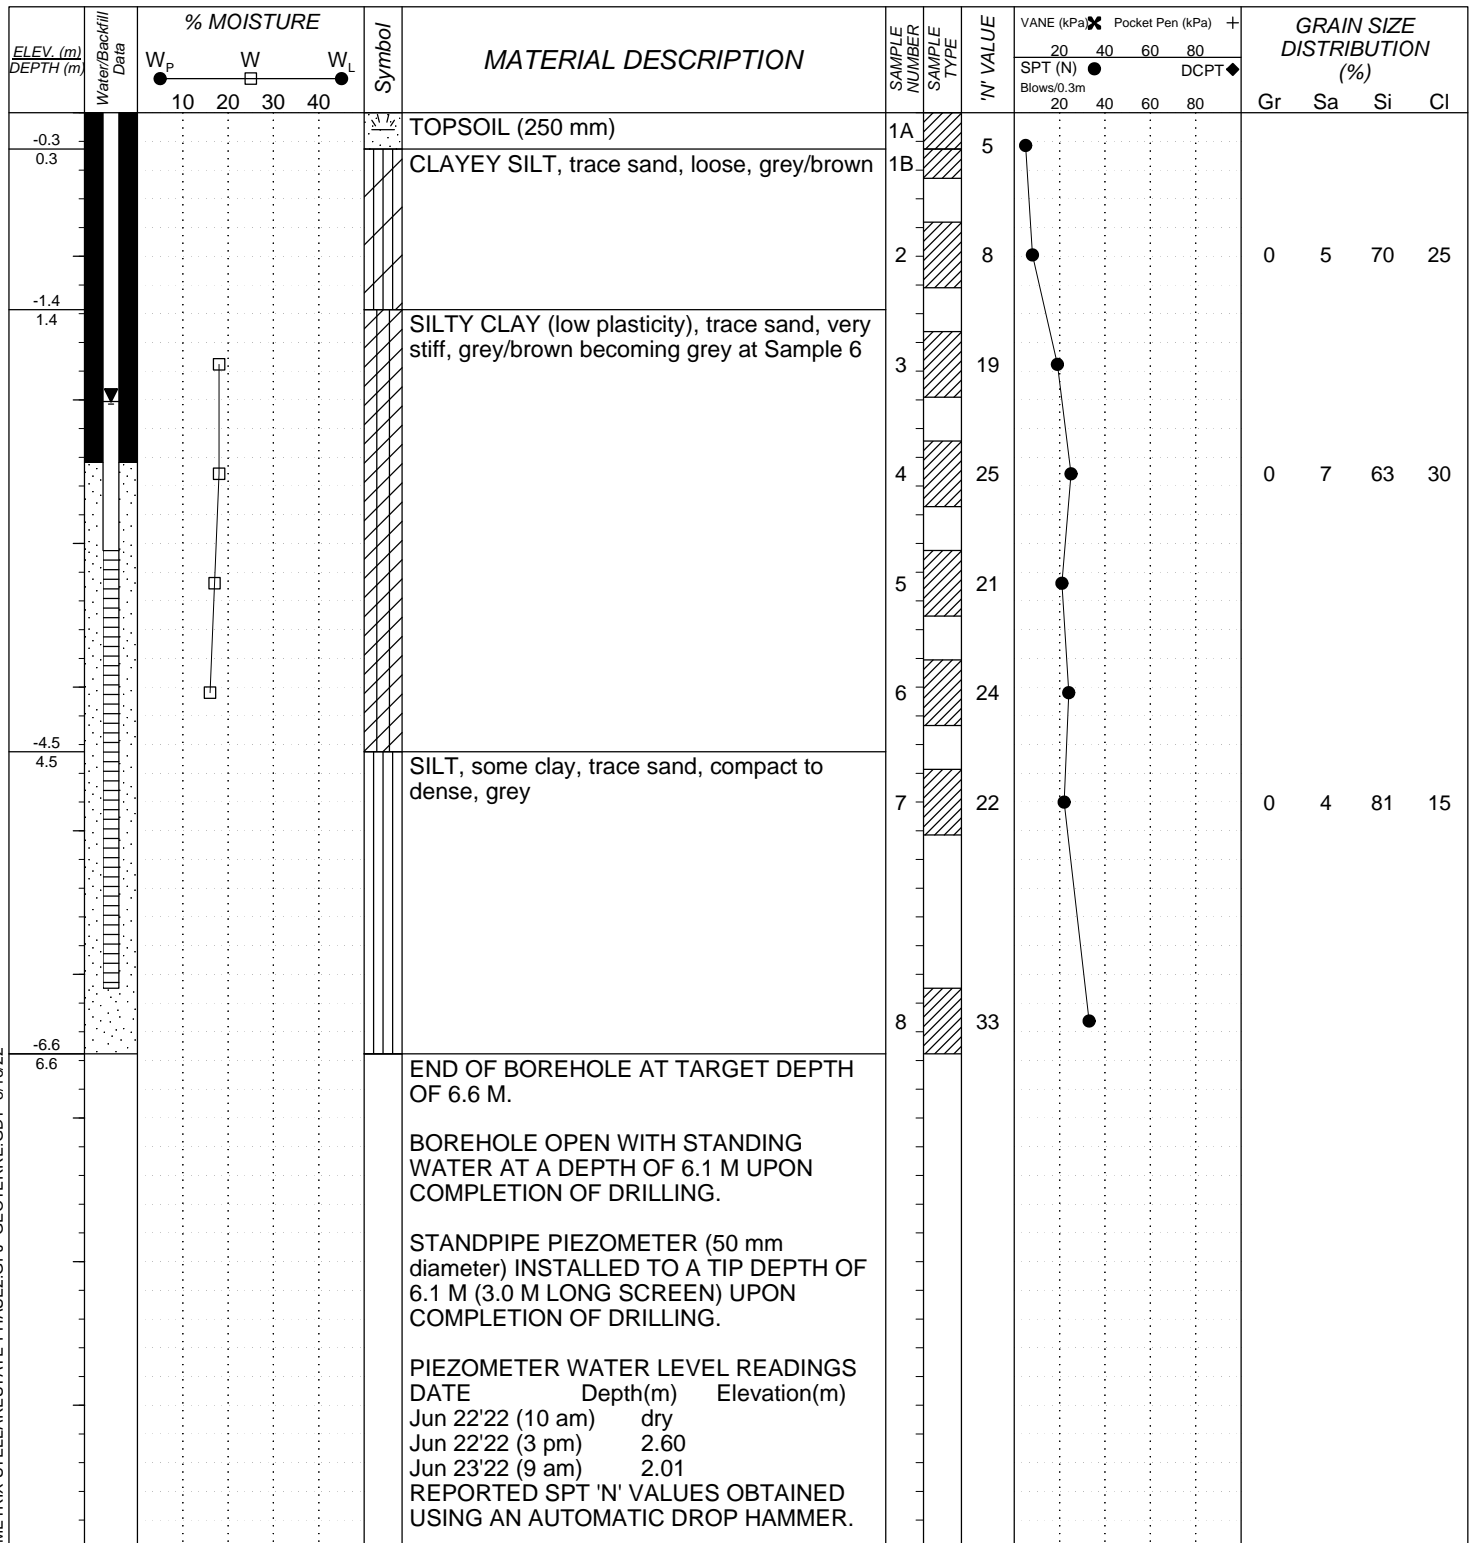 ELEV. (m)
DEPTH (m)
Water/Backfill
Data
% MOISTURE
WP W WL
10 20 30 40
Symbol
MATERIAL DESCRIPTION
SAMPLE
NUMBER
SAMPLE
TYPE
'N' VALUE
VANE (kPa) Pocket Pen (kPa)
20 40 60 80
SPT (N) DCPT
Blows/0.3m
20 40 60 80
GRAIN SIZE
DISTRIBUTION
(%)
Gr Sa Si Cl
TOPSOIL (250 mm)
1A
-0.3
0.3
5
CLAYEY SILT, trace sand, loose, grey/brown
1B
2 8 0 5 70 25
-1.4
1.4
SILTY CLAY (low plasticity), trace sand, very
stiff, grey/brown becoming grey at Sample 6
3 19
4 25 0 7 63 30
5 21
6 24
-4.5
4.5
SILT, some clay, trace sand, compact to
dense, grey
7 22 0 4 81 15
8 33
-6.6
6.6
END OF BOREHOLE AT TARGET DEPTH
OF 6.6 M.
BOREHOLE OPEN WITH STANDING
WATER AT A DEPTH OF 6.1 M UPON
COMPLETION OF DRILLING.
STANDPIPE PIEZOMETER (50 mm
diameter) INSTALLED TO A TIP DEPTH OF
6.1 M (3.0 M LONG SCREEN) UPON
COMPLETION OF DRILLING.
PIEZOMETER WATER LEVEL READINGS
DATE Depth(m) Elevation(m)
Jun 22'22 (10 am) dry
Jun 22'22 (3 pm) 2.60
Jun 23'22 (9 am) 2.01
REPORTED SPT 'N' VALUES OBTAINED
USING AN AUTOMATIC DROP HAMMER.